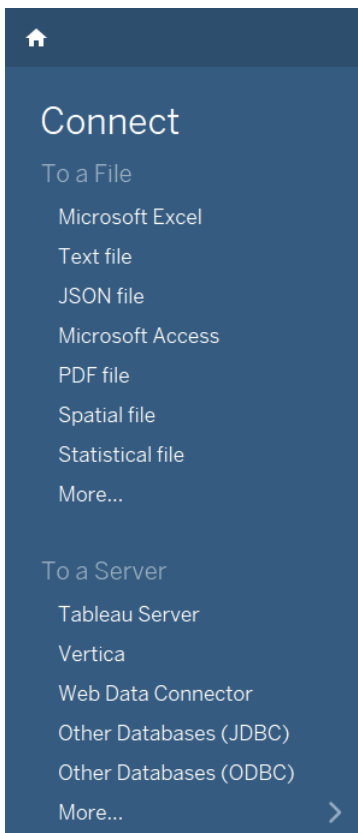 Connect
To a File
Microsoft Excel
Text file
JSON file
Microsoft Access
PDF file
Spatial file
Statistical file
More...
To a Server
Tableau Server
Vertica
Web Data Connector
Other Databases (JDBC)
Other Databases (ODBC)
More...